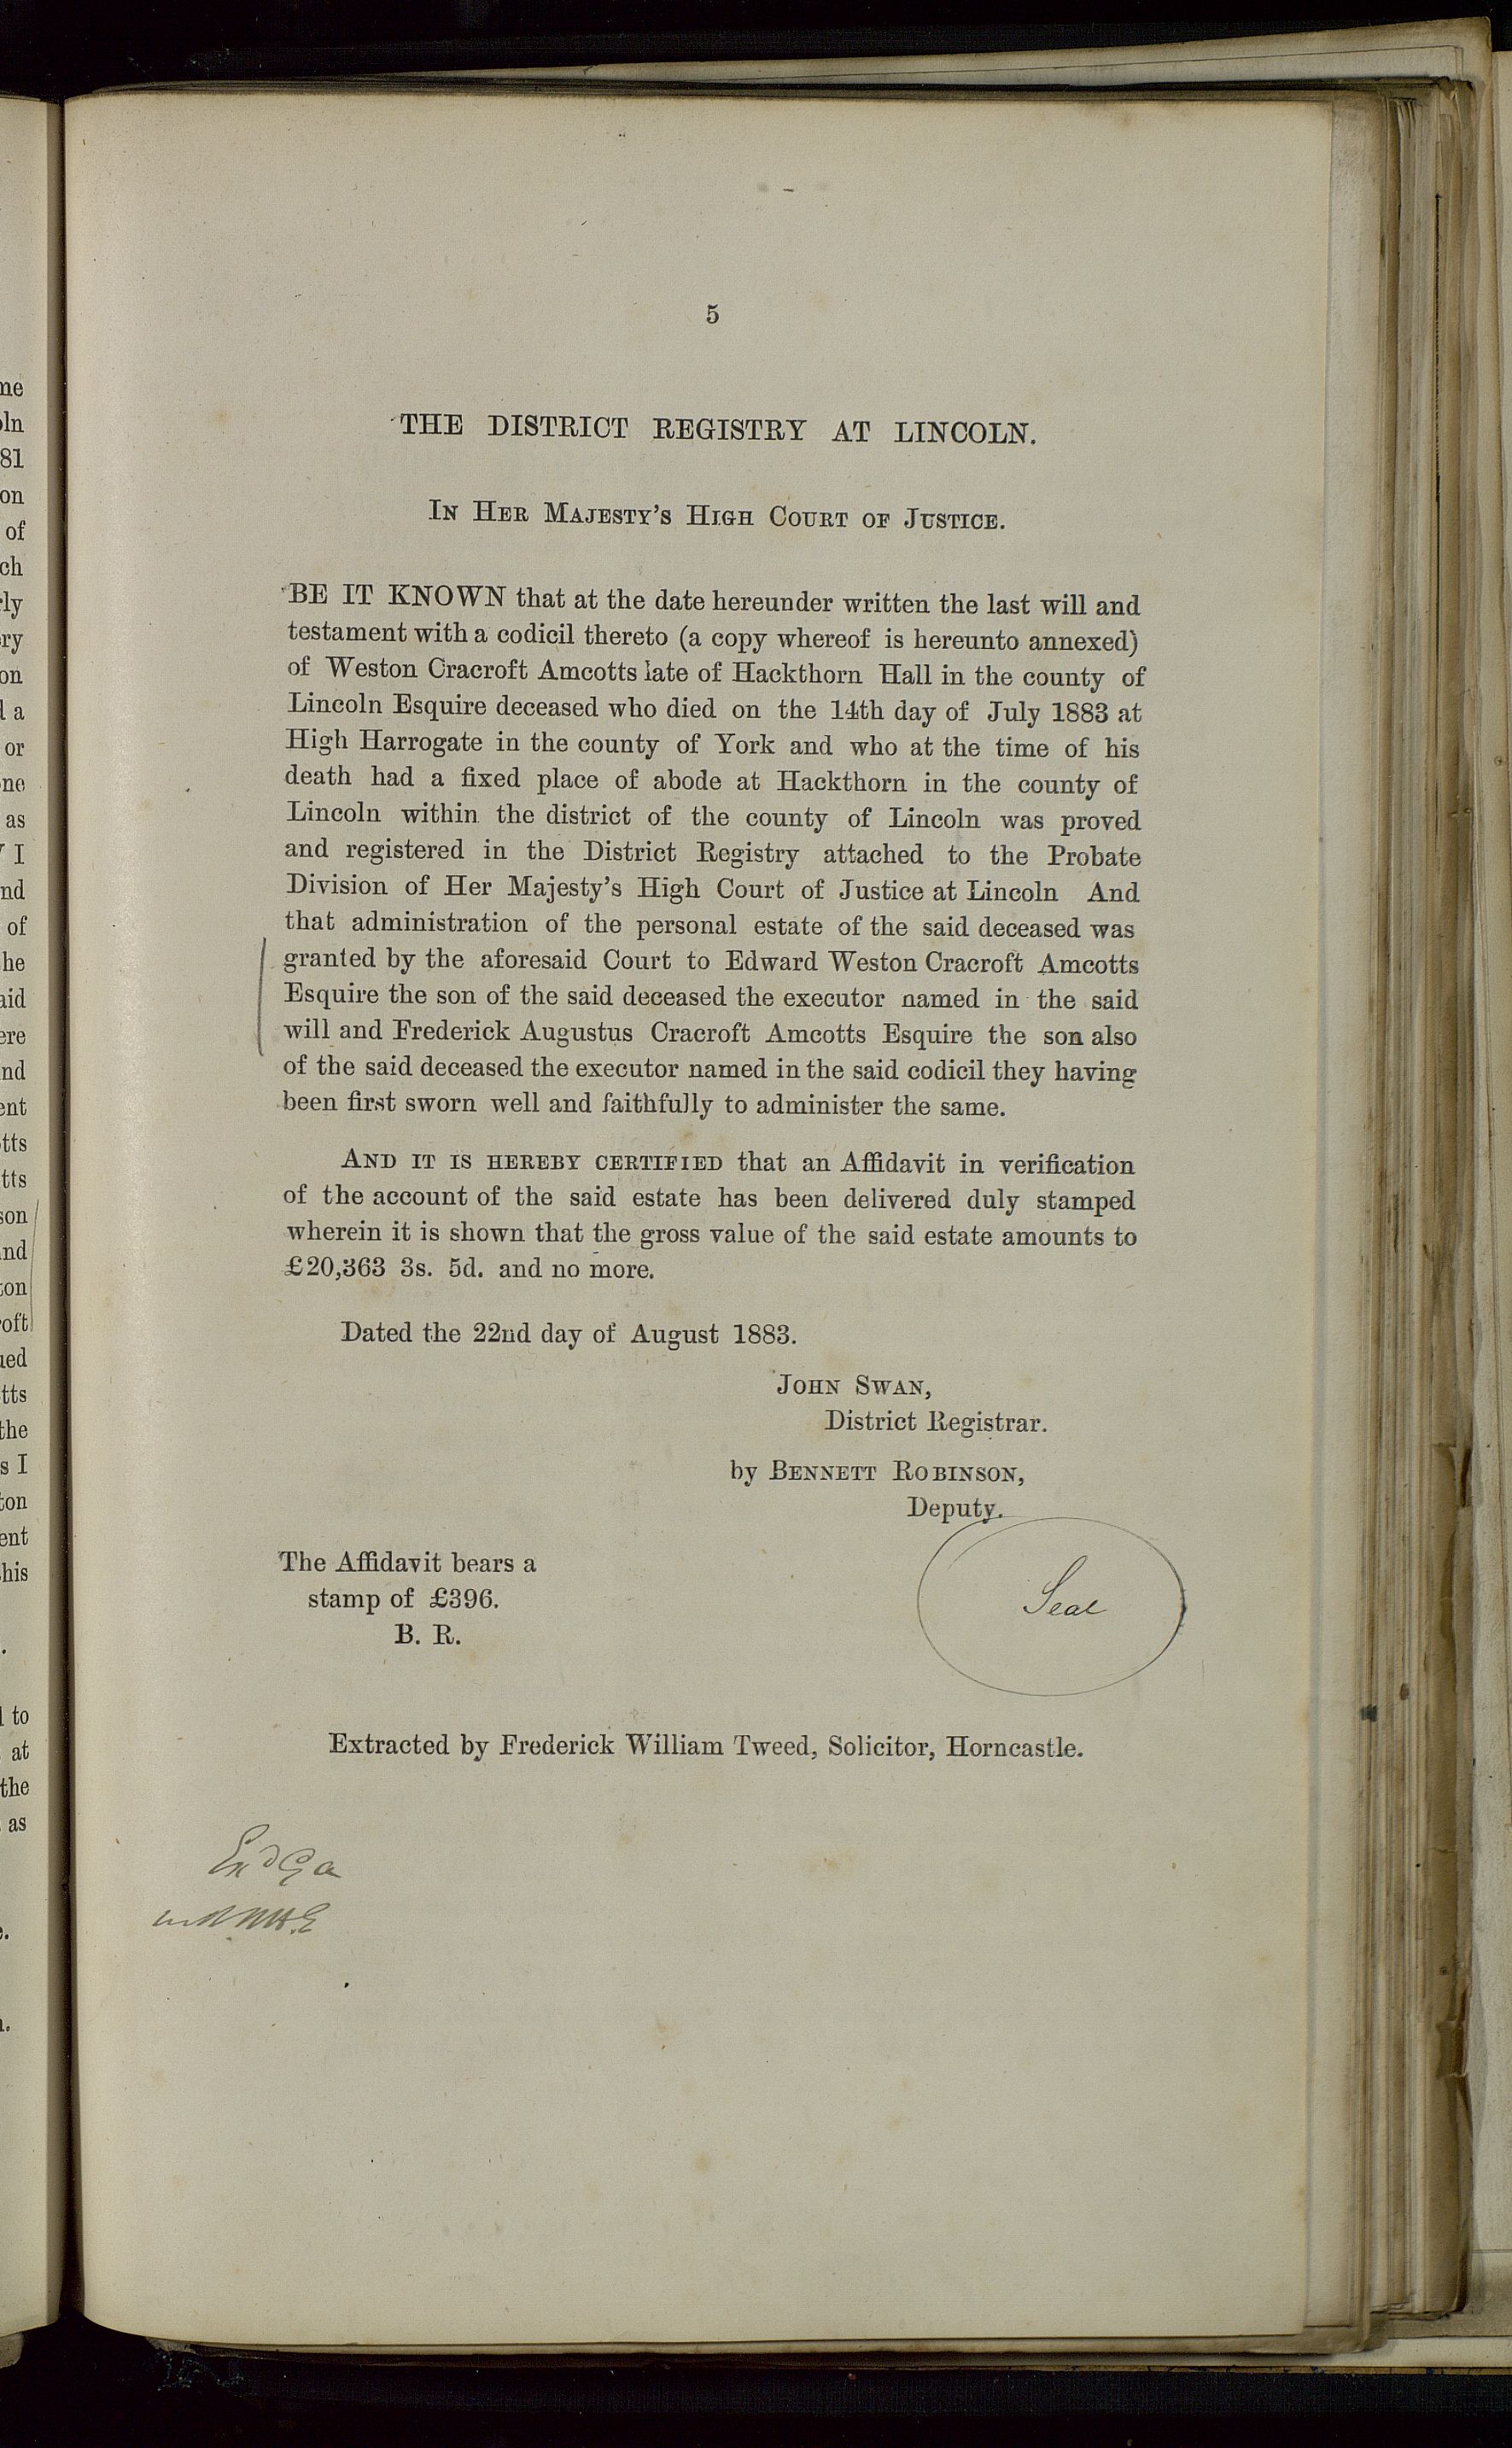 5
THE DISTRICT REGISTRY AT LINCOLN.
IN HER MAJESTY'S HIGH COURT OF JUSTICE.
BE IT KNOWN that at the date hereunder written the last will and
testament with a codicil thereto (a copy whereof is hereunto annexed)
of Weston Cracroft Amcotts late of Hackthorn Hall in the county of
Lincoln Esquire deceased who died on the 14th day of July 1883 at
High Harrogate in the county of York and who at the time of his
death had a fixed place of abode at Hackthorn in the county of
Lincoln within the district of the county of Lincoln was proved
and registered in the District Registry attached to the Probate
Division of Her Majesty's High Court of Justice at Lincoln And
that administration of the personal estate of the said deceased was
granted by the aforesaid Court to Edward Weston Cracroft Amcotts
Esquire the son of the said deceased the executor named in the said
will and Frederick Augustus Cracroft Amcotts Esquire the son also
of the said deceased the executor named in the said codicil they having
been first sworn well and faithfully to administer the same.
AND IT IS HEREBY CERTIFIED that an Affidavit in verification
of the account of the said estate has been delivered duly stamped
wherein it is shown that the gross value of the said estate amounts to
£20,363 3s. 5d. and no more.
Dated the 22nd day of August 1883.
JOHN SWAN,
District Registrar.
by BENNETT ROBINSON,
Deputy.
The Affidavit bears a
stamp of £396.
B. R.
Seal
Extracted by Frederick William Tweed, Solicitor, Horncastle.